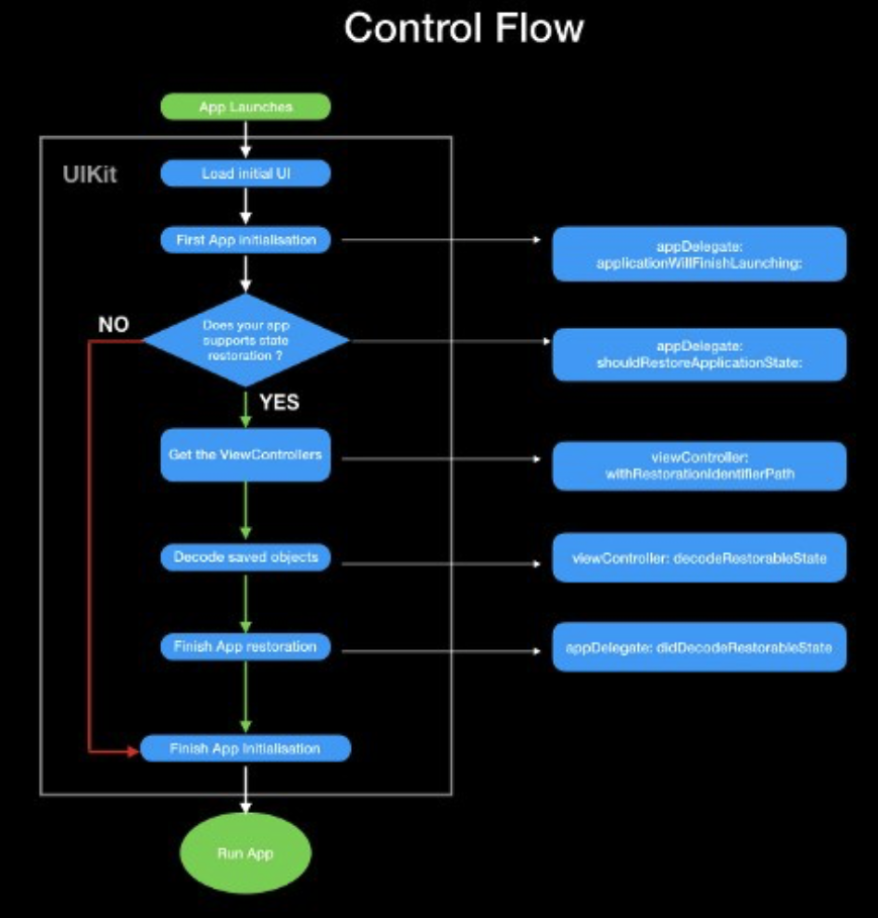 Control Flow
App Launches
UIKit
Load initial UI
First App Initialisation
appDelegate:
applicationWillFinishLaunching:
NO
Does your app
supports state
restoration ?
appDelegate:
shouldRestoreApplicationState:
YES
Get the ViewControllers
viewController:
withRestorationIdentifierPath
Decode saved objects
viewController: decodeRestorableState
Finish App restoration
appDelegate: didDecodeRestorableState
Finish App Initialisation
Run App